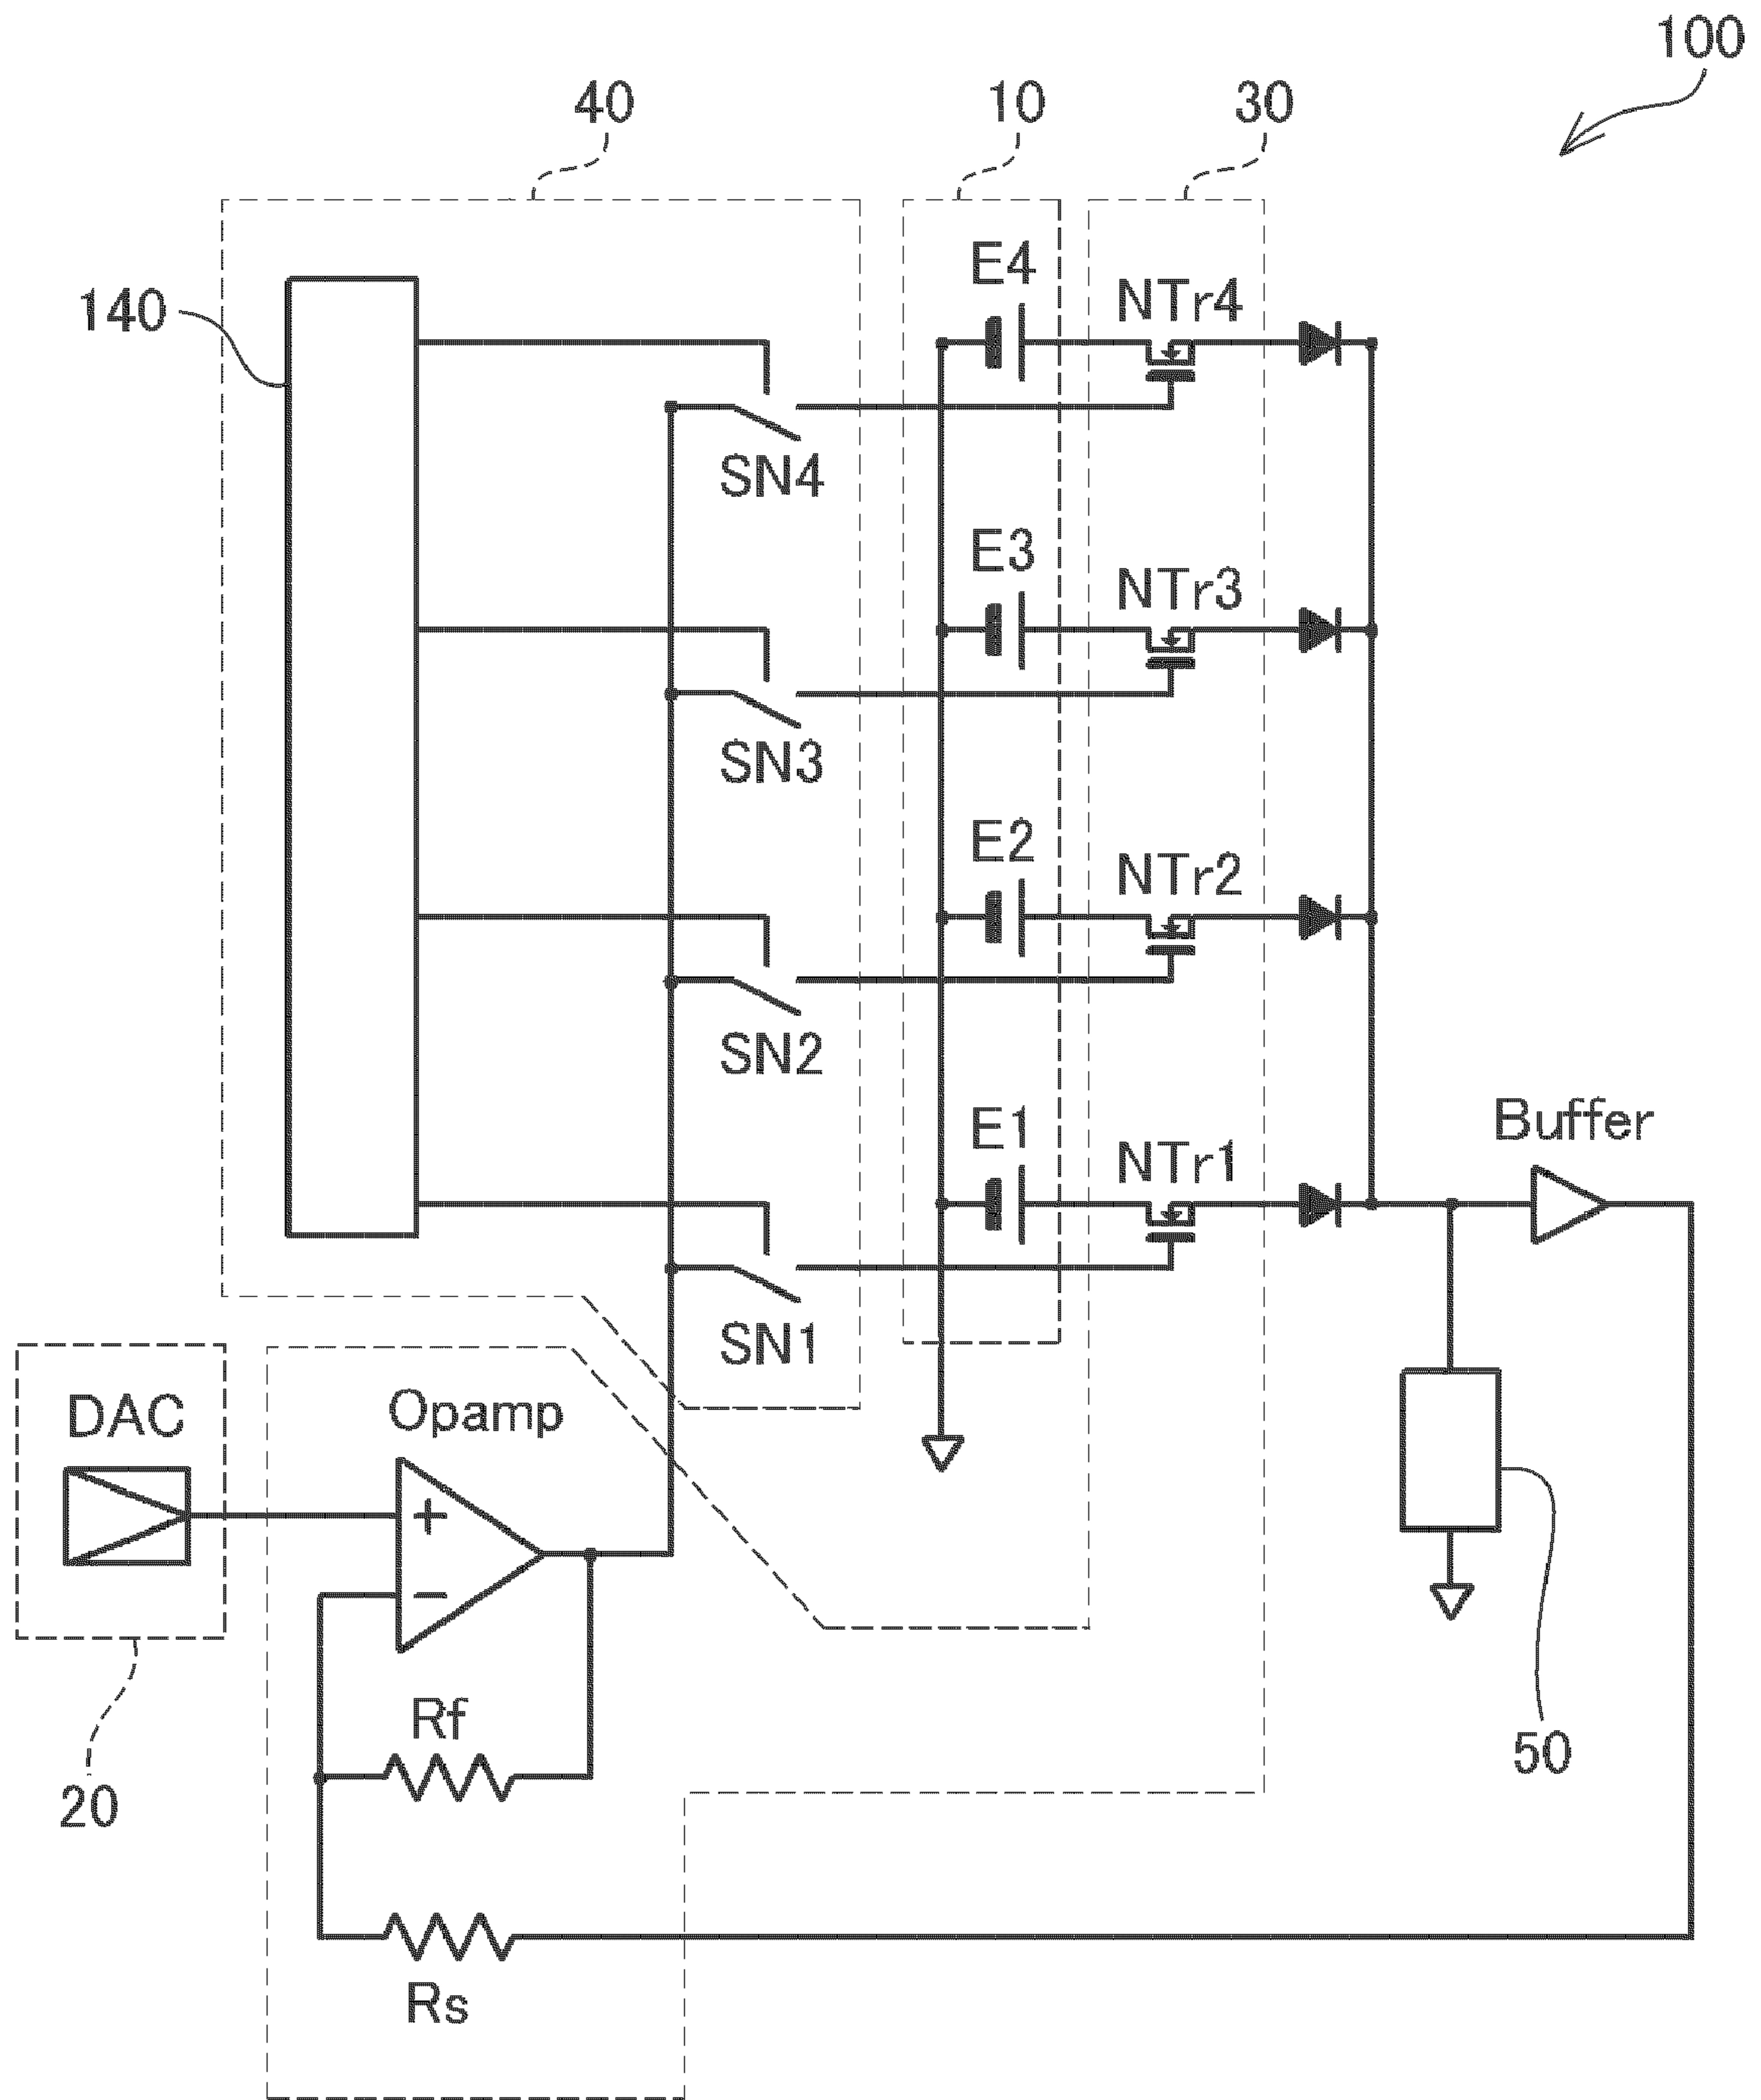 100
40
10
30
E4
NTr4
140
SN4
E3
NTr3
SN3
E2
NTr2
SN2
E1
NTr1
Buffer
SN1
DAC
Opamp
+
−
Rf
50
20
Rs